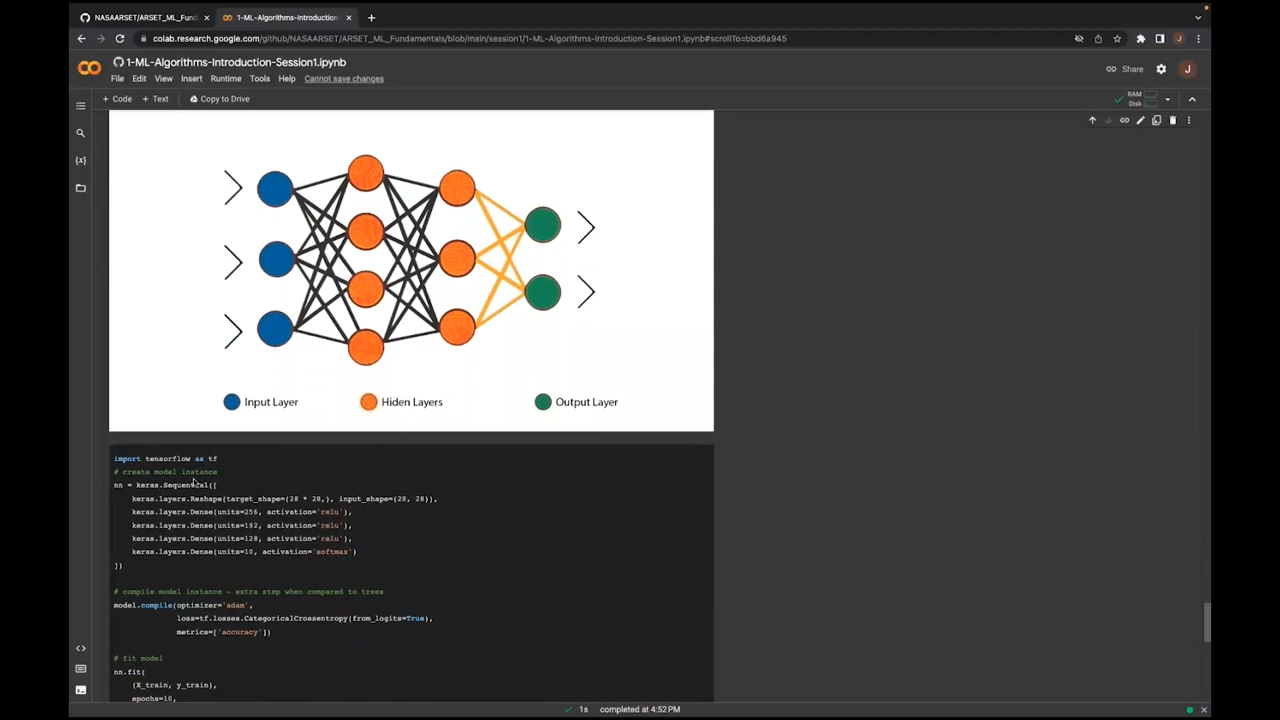 NASAARSET/ARSET_ML_Fund
1-ML-Algorithms-Introduction
colab.research.google.com/github/NASAARSET/ARSET_ML_Fundamentals/blob/main/session1/1-ML-Algorithms-Introduction-Session1.ipynb#scrollTo=bbd6a945
J
1-ML-Algorithms-Introduction-Session1.ipynb
File Edit View Insert Runtime Tools Help Cannot save changes
Share
J
+ Code + Text Copy to Drive
RAM
Disk
{x}
Input Layer
Hiden Layers
Output Layer
import tensorflow as tf
# create model instance
nn = keras.Sequential([
keras.layers.Reshape(target_shape=(28 * 28,), input_shape=(28, 28)),
keras.layers.Dense(units=256, activation='relu'),
keras.layers.Dense(units=192, activation='relu'),
keras.layers.Dense(units=128, activation='relu'),
keras.layers.Dense(units=10, activation='softmax')
])
# compile model instance - extra step when compared to trees
model.compile(optimizer='adam',
loss=tf.losses.CategoricalCrossentropy(from_logits=True),
metrics=['accuracy'])
# fit model
nn.fit(
(X_train, y_train),
epochs=10,
1s completed at 4:52PM